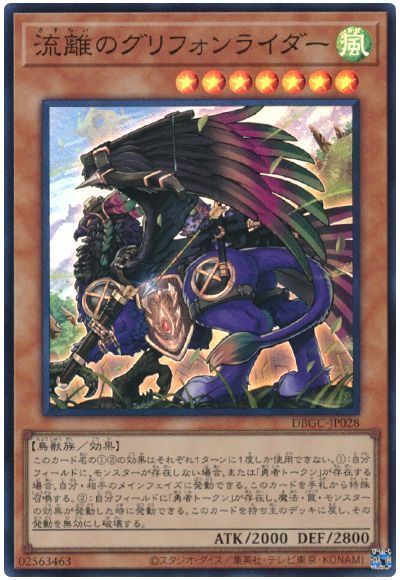 さすらい
流離のグリフォンライダー
かぜ
風
DBGC-JP028
【鳥獣族/効果】
このカード名の①②の効果はそれぞれ1ターンに1度しか使用できない。①：自分
フィールドに、モンスターが存在しない場合、または「勇者トークン」が存在する
場合、自分・相手のメインフェイズに発動できる。このカードを手札から特殊
召喚する。②：自分フィールドに「勇者トークン」が存在し、魔法・罠・モンスター
の効果が発動した時に発動できる。このカードを持ち主のデッキに戻し、その
発動を無効にし破壊する。
ATK/2000 DEF/2800
02563463
©スタジオ・ダイス/集英社・テレビ東京・KONAMI